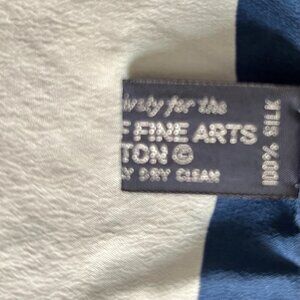 for the
FINE ARTS
TON ©
DRY CLEAN
100% SILK